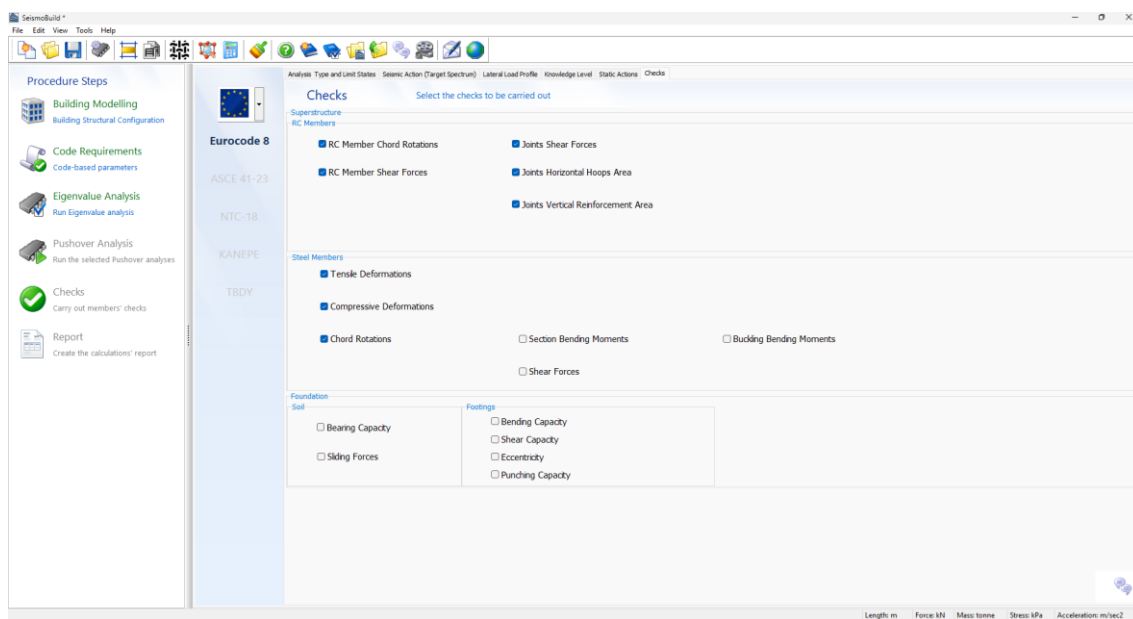 SeismoBuild *
File Edit View Tools Help
Procedure Steps
Building Modelling
Building Structural Configuration
Code Requirements
Code-based parameters
Eigenvalue Analysis
Run Eigenvalue analysis
Pushover Analysis
Run the selected Pushover analyses
Checks
Carry out members' checks
Report
Create the calculations' report
Eurocode 8
ASCE 41-23
NTC-18
KANEPE
TBDY
Analysis Type and Limit States Seismic Action (Target Spectrum) Lateral Load Profile Knowledge Level Static Actions Checks
Checks Select the checks to be carried out
Superstructure
RC Members
RC Member Chord Rotations Joints Shear Forces
RC Member Shear Forces Joints Horizontal Hoops Area
Joints Vertical Reinforcement Area
Steel Members
Tensile Deformations
Compressive Deformations
Chord Rotations Section Bending Moments Buckling Bending Moments
Shear Forces
Foundation
Soil Footings
Bearing Capacity Bending Capacity
Shear Capacity
Sliding Forces Eccentricity
Punching Capacity
Length: m Force: kN Mass: tonne Stress: kPa Acceleration: m/sec2